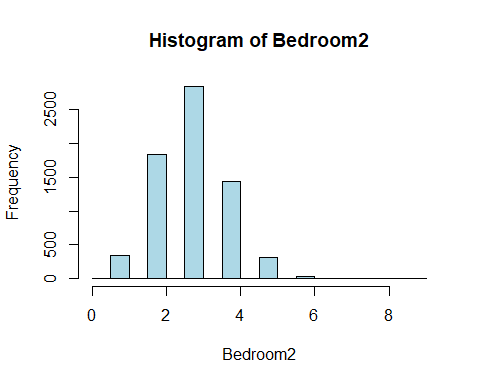 Histogram of Bedroom2
Frequency
2500
1500
500
0
0 2 4 6 8
Bedroom2